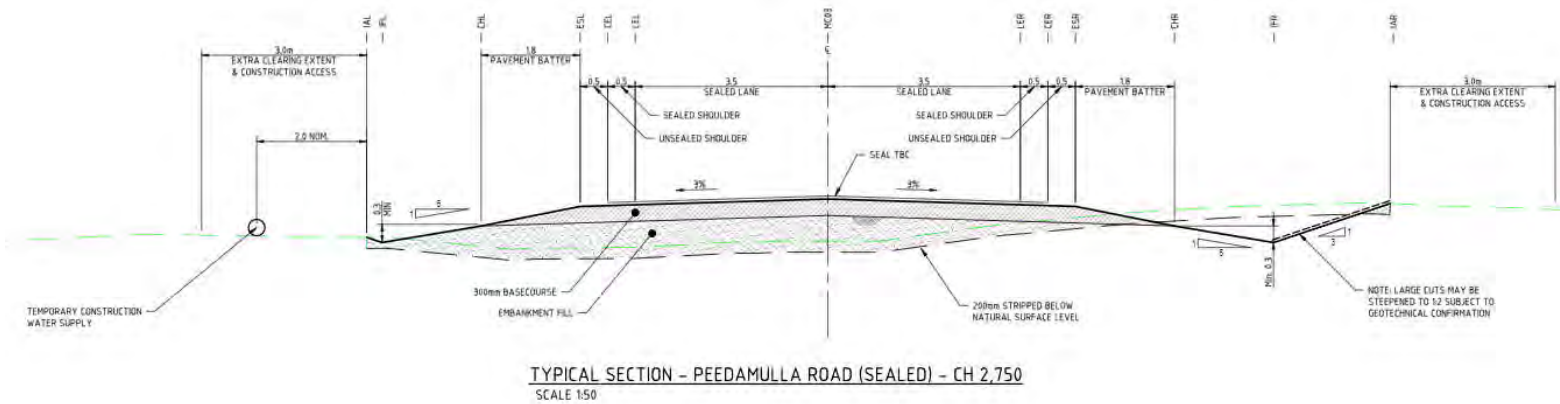 IAL
IFL
CHL
ESL
CEL
LEL
MC03
LER
CER
ESR
CHR
IFR
IAR
℄
3.0m
EXTRA CLEARING EXTENT
& CONSTRUCTION ACCESS
1.8
PAVEMENT BATTER
0.5
0.5
3.5
SEALED LANE
3.5
SEALED LANE
0.5
0.5
1.8
PAVEMENT BATTER
3.0m
EXTRA CLEARING EXTENT
& CONSTRUCTION ACCESS
SEALED SHOULDER
UNSEALED SHOULDER
SEALED SHOULDER
UNSEALED SHOULDER
2.0 NOM.
SEAL TBC
3%
3%
0.3
MIN
1
1
3
1
Min. 0.3
TEMPORARY CONSTRUCTION
WATER SUPPLY
300mm BASECOURSE
EMBANKMENT FILL
200mm STRIPPED BELOW
NATURAL SURFACE LEVEL
NOTE: LARGE CUTS MAY BE
STEEPENED TO 1:2 SUBJECT TO
GEOTECHNICAL CONFIRMATION
TYPICAL SECTION - PEEDAMULLA ROAD (SEALED) - CH 2,750
SCALE 1:50